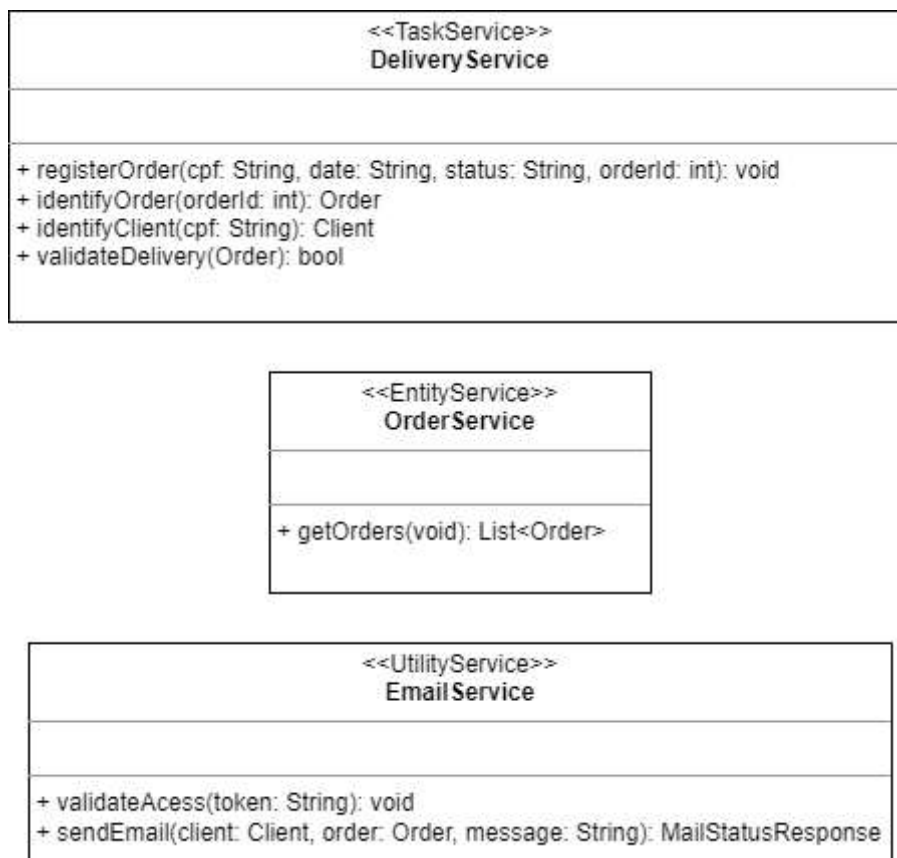 <<TaskService>>
DeliveryService
+ registerOrder(cpf: String, date: String, status: String, orderId: int): void
+ identifyOrder(orderId: int): Order
+ identifyClient(cpf: String): Client
+ validateDelivery(Order): bool
<<EntityService>>
OrderService
+ getOrders(void): List<Order>
<<UtilityService>>
EmailService
+ validateAcess(token: String): void
+ sendEmail(client: Client, order: Order, message: String): MailStatusResponse